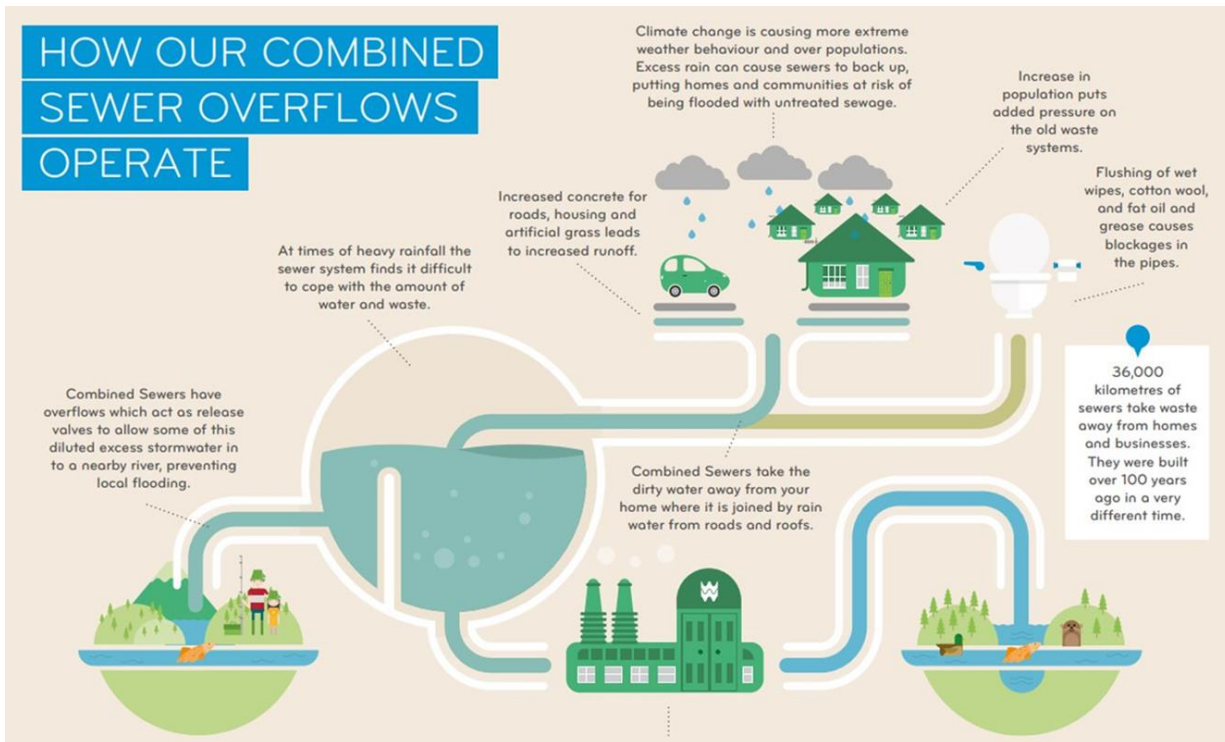 HOW OUR COMBINED
SEWER OVERFLOWS
OPERATE
Climate change is causing more extreme
weather behaviour and over populations.
Excess rain can cause sewers to back up,
putting homes and communities at risk of
being flooded with untreated sewage.
Increase in
population puts
added pressure on
the old waste
systems.
Flushing of wet
wipes, cotton wool,
and fat oil and
grease causes
blockages in
the pipes.
Increased concrete for
roads, housing and
artificial grass leads
to increased runoff.
At times of heavy rainfall the
sewer system finds it difficult
to cope with the amount of
water and waste.
36,000
kilometres of
sewers take waste
away from homes
and businesses.
They were built
over 100 years
ago in a very
different time.
Combined Sewers have
overflows which act as release
valves to allow some of this
diluted excess stormwater in
to a nearby river, preventing
local flooding.
Combined Sewers take the
dirty water away from your
home where it is joined by rain
water from roads and roofs.